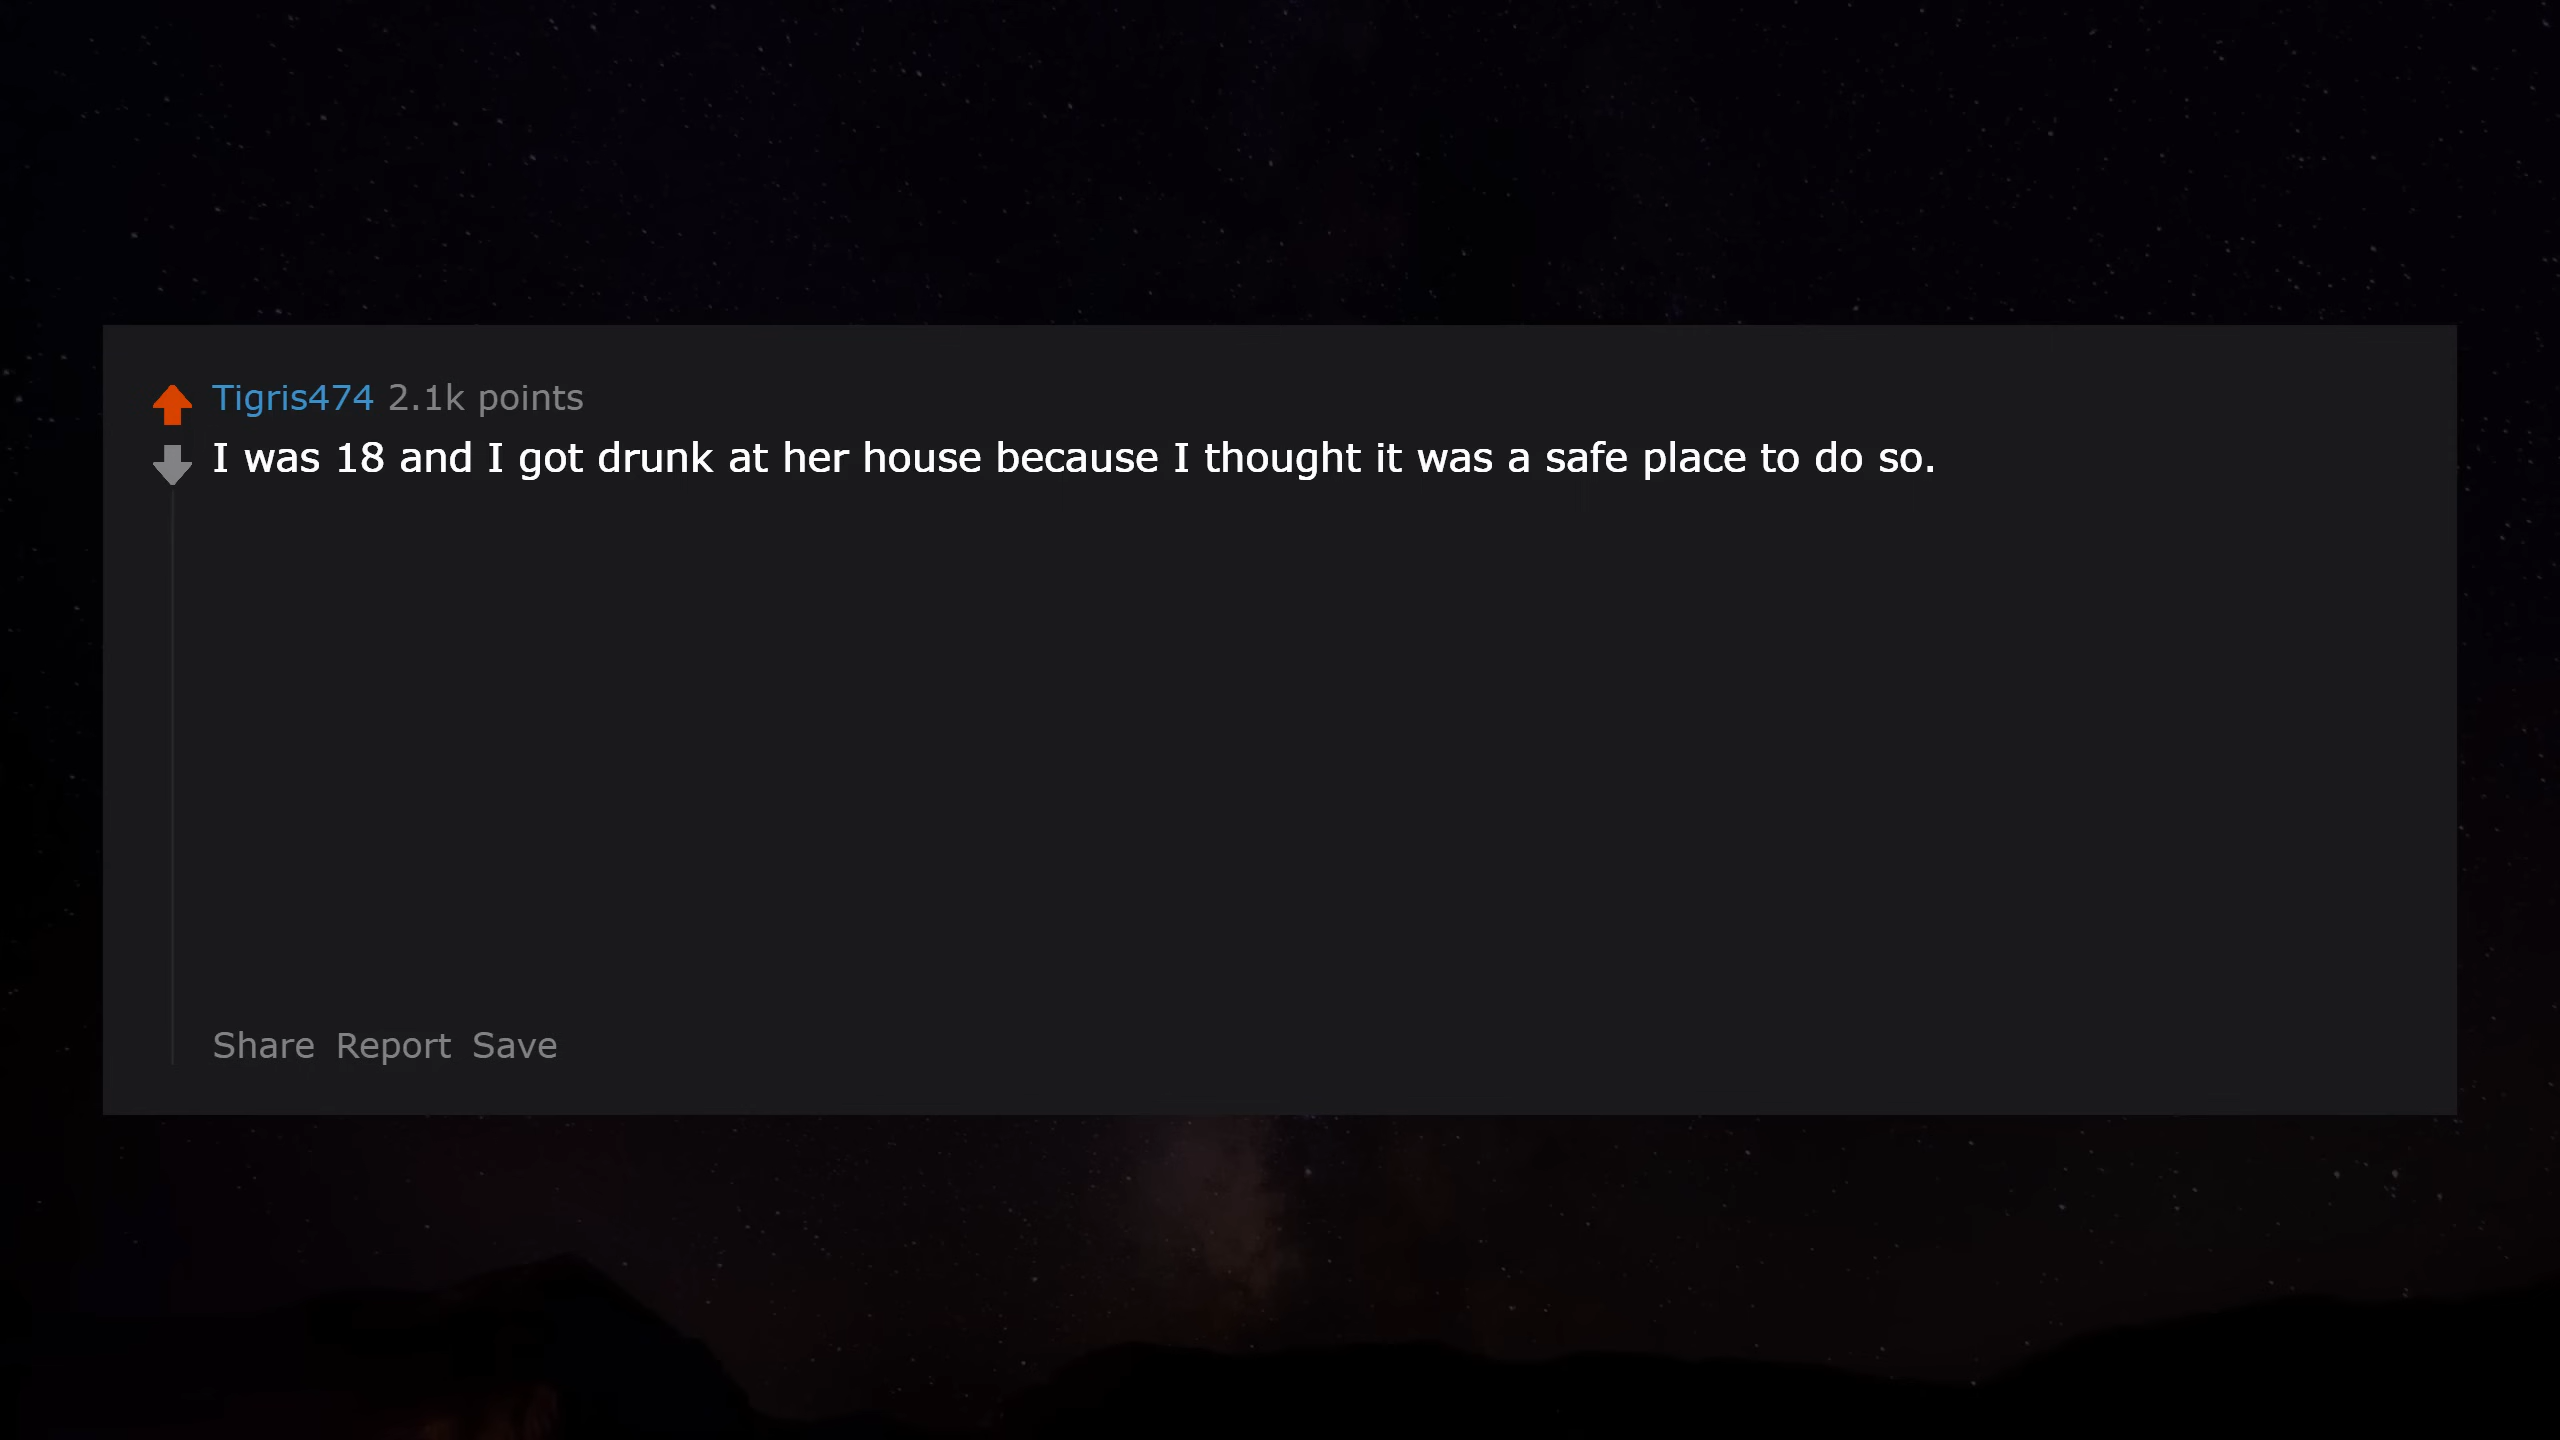 Tigris474 2.1k points
I was 18 and I got drunk at her house because I thought it was a safe place to do so.
Share Report Save